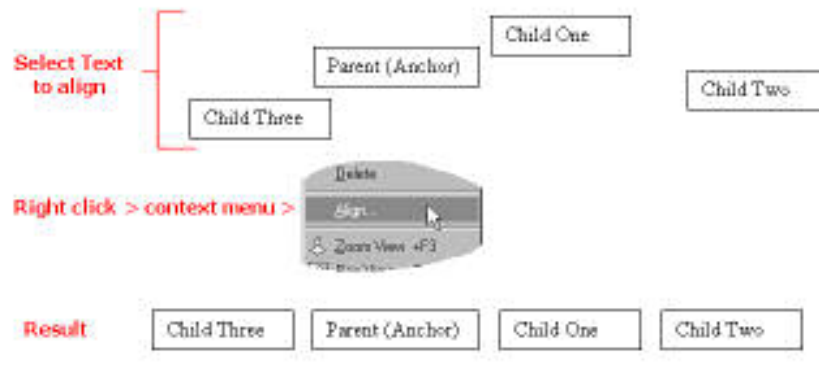 Child One
Parent (Anchor)
Select Text
to align
Child Two
Child Three
Delete
Right click > context menu >
Align...
Zoom View +F3
Result
Child Three
Parent (Anchor)
Child One
Child Two